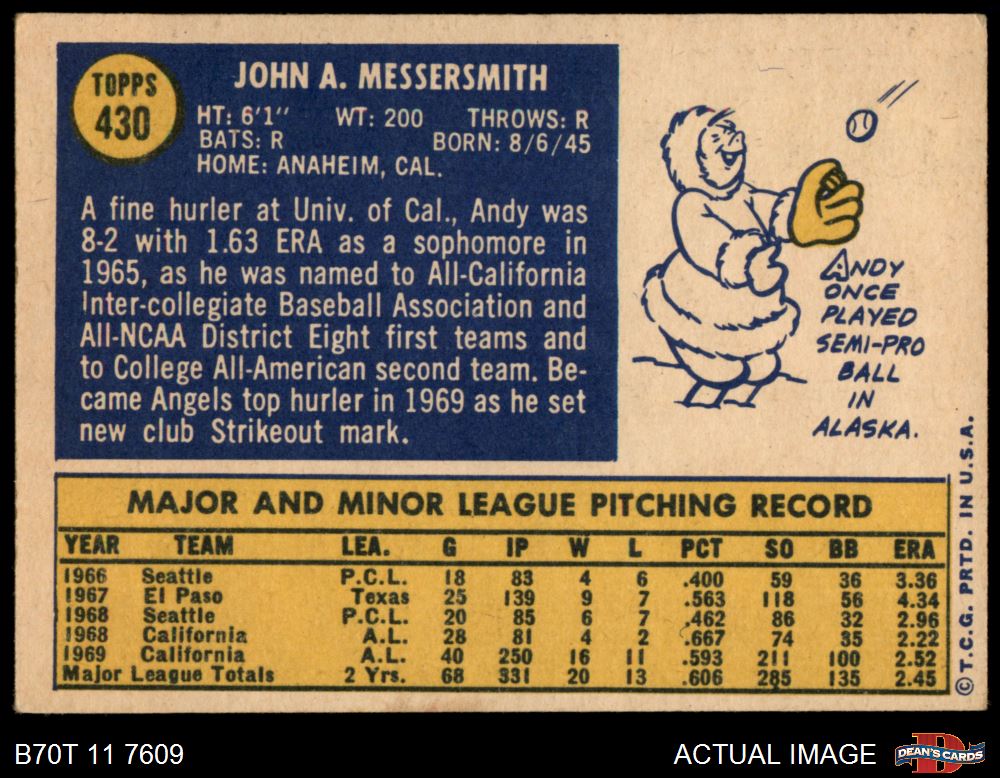 TOPPS
430
JOHN A. MESSERSMITH
HT: 6'1" WT: 200 THROWS: R
BATS: R BORN: 8/6/45
HOME: ANAHEIM, CAL.
A fine hurler at Univ. of Cal., Andy was
8-2 with 1.63 ERA as a sophomore in
1965, as he was named to All-California
Inter-collegiate Baseball Association and
All-NCAA District Eight first teams and
to College All-American second team. Be-
came Angels top hurler in 1969 as he set
new club Strikeout mark.
ANDY
ONCE
PLAYED
SEMI-PRO
BALL
IN
ALASKA.
MAJOR AND MINOR LEAGUE PITCHING RECORD
YEAR TEAM LEA. G IP W L PCT SO BB ERA
1966 Seattle P.C.L. 18 83 4 6 .400 59 36 3.36
1967 El Paso Texas 25 139 9 7 .563 118 56 4.34
1968 Seattle P.C.L. 20 85 6 7 .462 86 32 2.96
1968 California A.L. 28 81 4 2 .667 74 35 2.22
1969 California A.L. 40 250 16 11 .593 211 100 2.52
Major League Totals 2 Yrs. 68 331 20 13 .606 285 135 2.45
© T.C.G. PRTD. IN U.S.A.
B70T 11 7609
ACTUAL IMAGE
DEAN'S CARDS